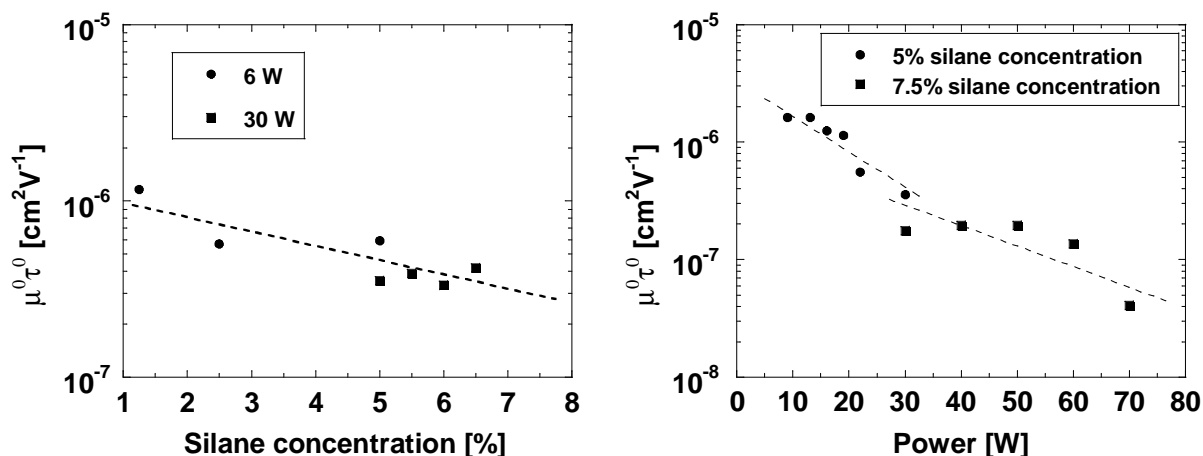 10⁻⁵
10⁻⁶
10⁻⁷
μ⁰τ⁰ [cm²V⁻¹]
6 W
30 W
1 2 3 4 5 6 7 8
Silane concentration [%]
10⁻⁵
10⁻⁶
10⁻⁷
10⁻⁸
μ⁰τ⁰ [cm²V⁻¹]
5% silane concentration
7.5% silane concentration
0 10 20 30 40 50 60 70 80
Power [W]